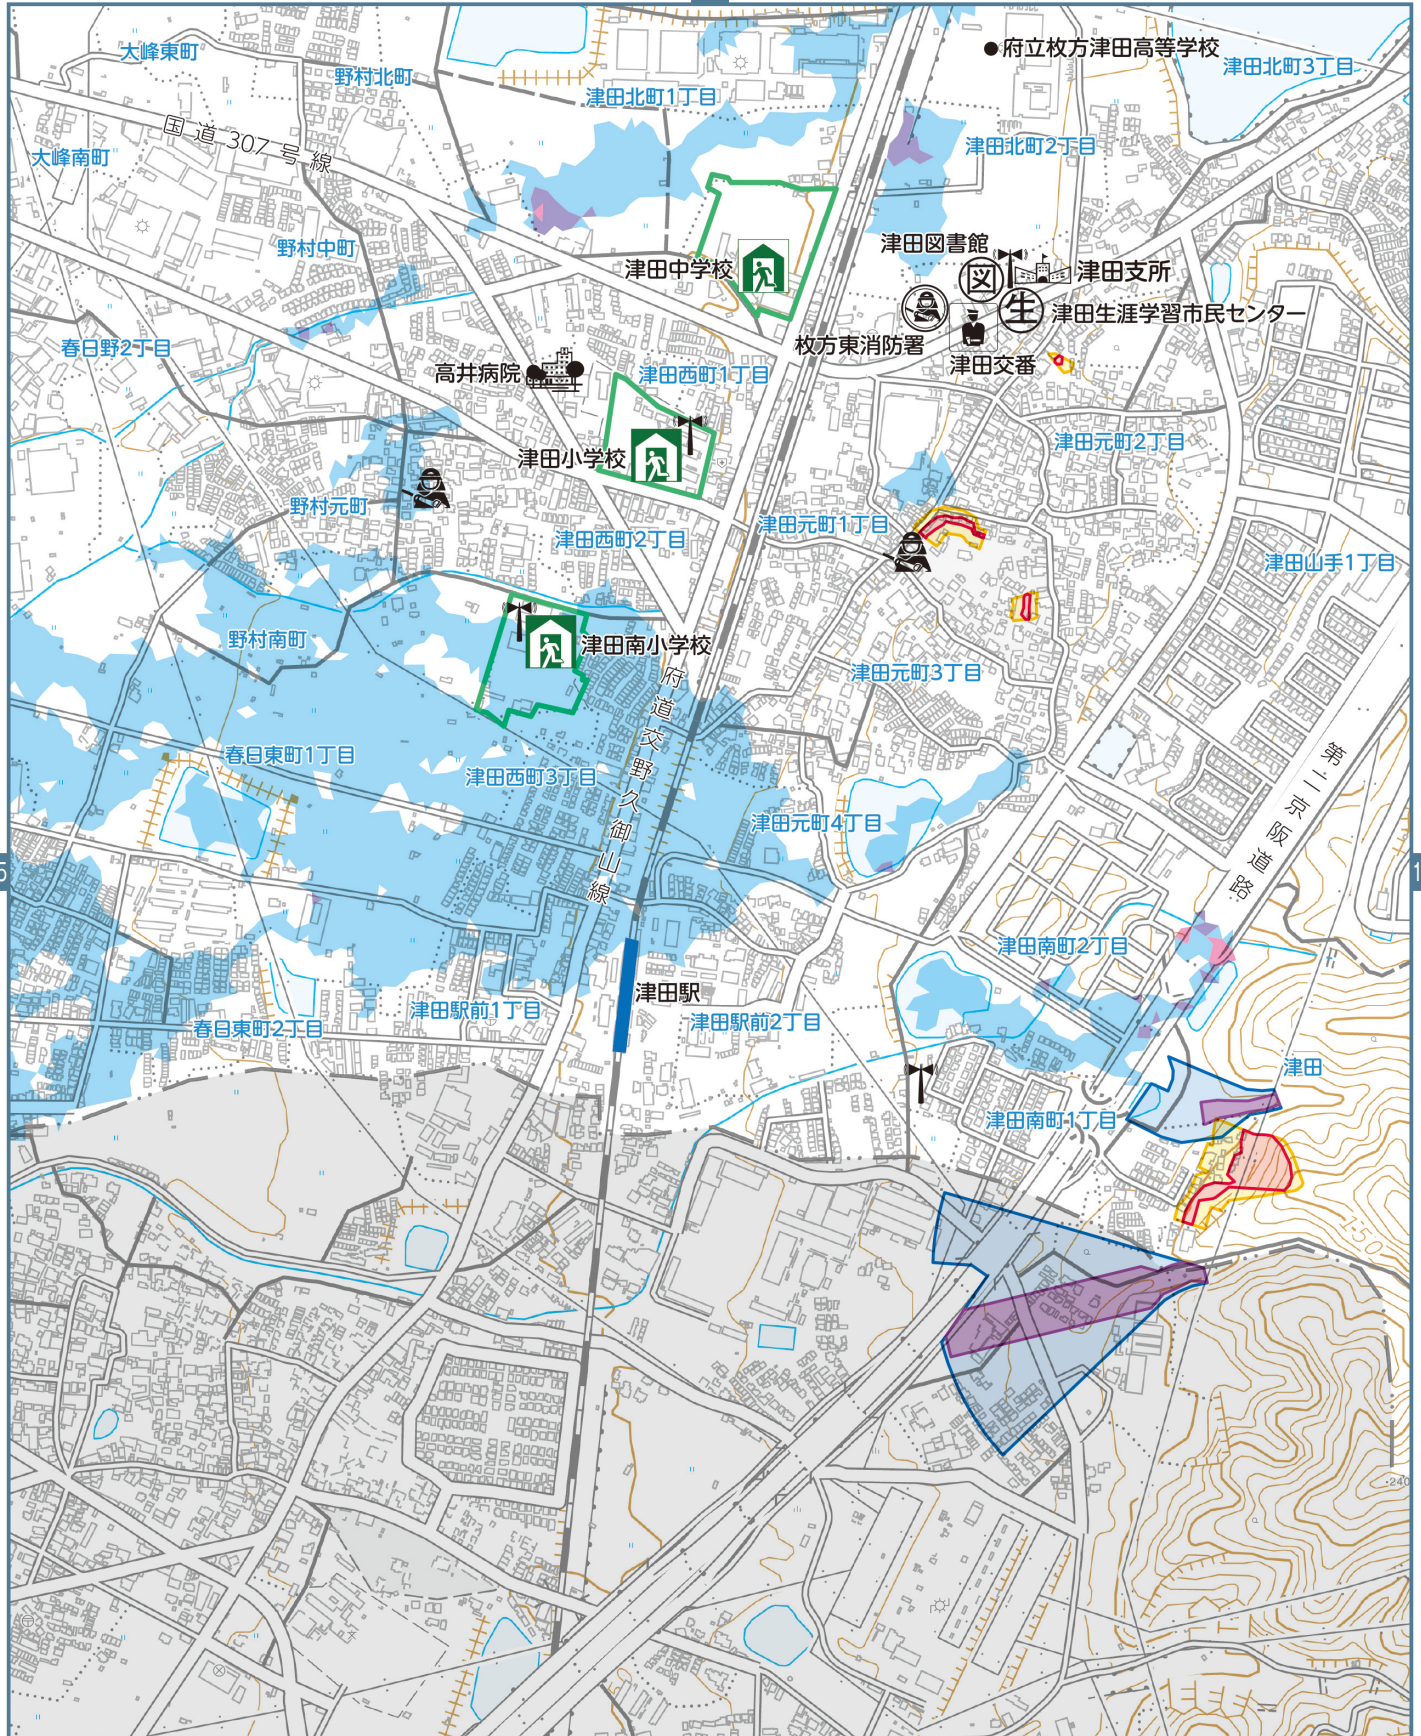 大峰東町
府立枚方津田高等学校
津田北町3丁目
野村北町
津田北町1丁目
国道307号線
津田北町2丁目
大峰南町
野村中町
津田図書館
図
津田中学校
津田支所
生
津田生涯学習市民センター
春日野2丁目
枚方東消防署
津田交番
高井病院
津田西町1丁目
津田元町2丁目
津田小学校
野村元町
津田元町1丁目
津田西町2丁目
津田山手1丁目
野村南町
津田南小学校
津田元町3丁目
府道交野久御山線
春日東町1丁目
津田西町3丁目
第二京阪道路
津田元町4丁目
津田南町2丁目
津田駅
津田駅前1丁目
津田駅前2丁目
春日東町2丁目
津田
津田南町1丁目
150
240